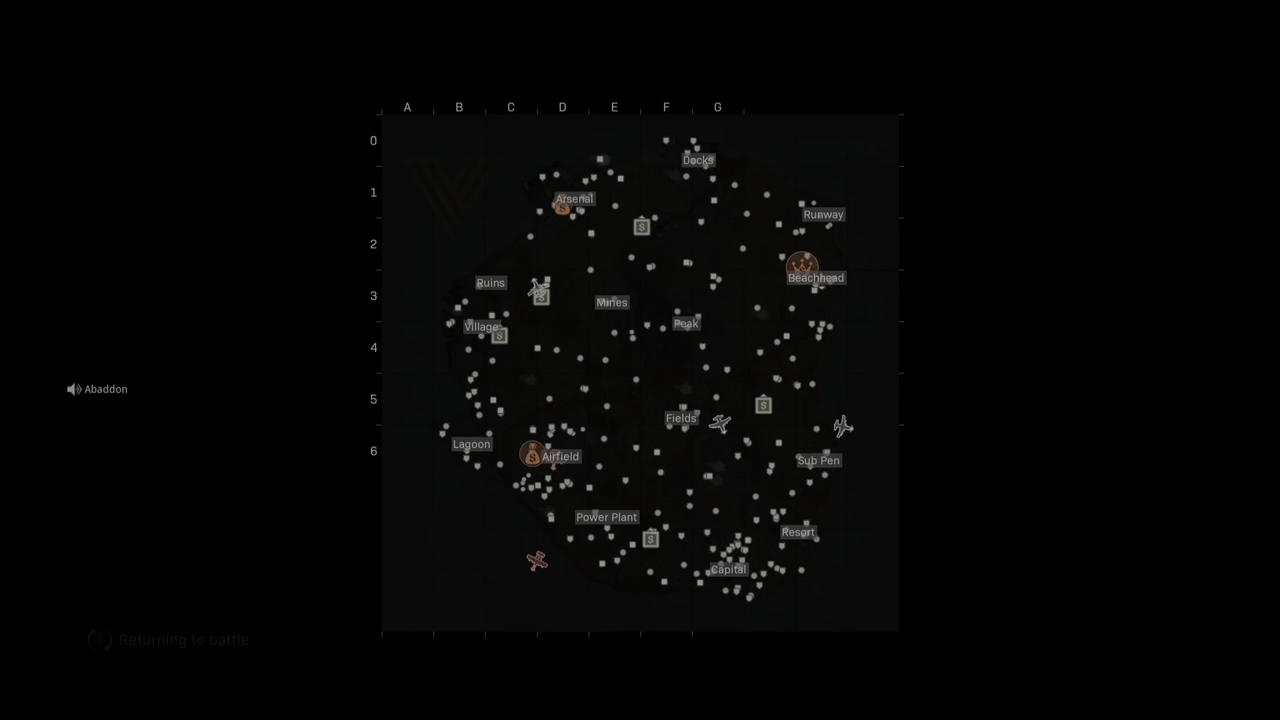 A B C D E F G
0
Docks
1
Arsenal
Runway
2
Beachhead
Ruins
3
Mines
Village
Peak
4
Abaddon
5
Fields
Lagoon
6
Airfield
Sub Pen
Power Plant
Resort
Capital
Returning to battle